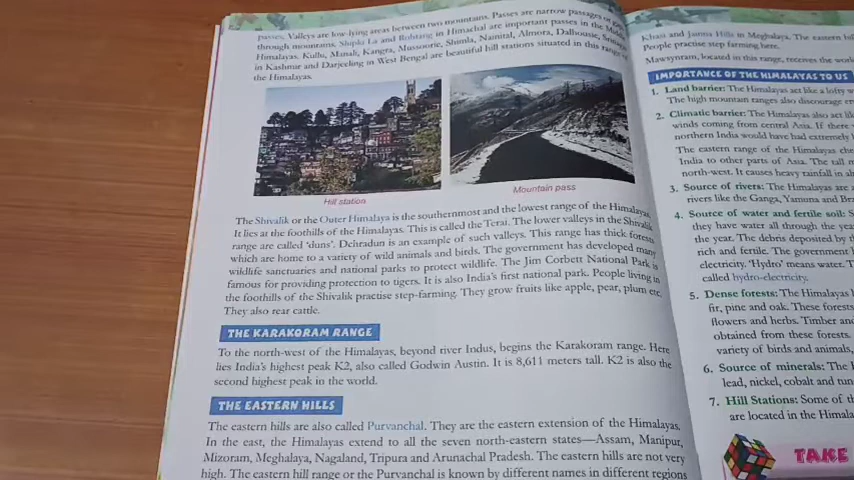 passes. Valleys are low-lying areas between two mountains. Passes are narrow passages or gaps
through mountains. Shipki La and Rohtang in Himachal are important passes in the Middle
Himalayas. Kullu, Manali, Kangra, Mussoorie, Shimla, Nainital, Almora, Dalhousie, Srinagar
in Kashmir and Darjeeling in West Bengal are beautiful hill stations situated in this range of
the Himalayas.
Hill station
Mountain pass
The Shivalik or the Outer Himalaya is the southernmost and the lowest range of the Himalayas.
It lies at the foothills of the Himalayas. This is called the Terai. The lower valleys in the Shivalik
range are called 'duns'. Dehradun is an example of such valleys. This range has thick forests
which are home to a variety of wild animals and birds. The government has developed many
wildlife sanctuaries and national parks to protect wildlife. The Jim Corbett National Park is
famous for providing protection to tigers. It is also India's first national park. People living in
the foothills of the Shivalik practise step-farming. They grow fruits like apple, pear, plum etc.
They also rear cattle.
THE KARAKORAM RANGE
To the north-west of the Himalayas, beyond river Indus, begins the Karakoram range. Here
lies India's highest peak K2, also called Godwin Austin. It is 8,611 meters tall. K2 is also the
second highest peak in the world.
THE EASTERN HILLS
The eastern hills are also called Purvanchal. They are the eastern extension of the Himalayas.
In the east, the Himalayas extend to all the seven north-eastern states—Assam, Manipur,
Mizoram, Meghalaya, Nagaland, Tripura and Arunachal Pradesh. The eastern hills are not very
high. The eastern hill range or the Purvanchal is known by different names in different regions
Khasi and Jaintia Hills in Meghalaya. The eastern
People practise step farming here.
Mawsynram, located in this range, receives the
IMPORTANCE OF THE HIMALAYAS TO US
1. Land barrier: The Himalayas act like a lofty
The high mountain ranges also discourage
2. Climatic barrier: The Himalayas also act
winds coming from central Asia. If there
northern India would have had extremely
The eastern range of the Himalayas
India to other parts of Asia. The tall
north-west. It causes heavy rainfall in
3. Source of rivers: The Himalayas are
rivers like the Ganga, Yamuna and
4. Source of water and fertile soil:
they have water all through the
the year. The debris deposited by
rich and fertile. The government
electricity. 'Hydro' means water.
called hydro-electricity.
5. Dense forests: The Himalayas
fir, pine and oak. These forests
flowers and herbs. Timber and
obtained from these forests.
variety of birds and animals,
6. Source of minerals: The
lead, nickel, cobalt and
7. Hill Stations: Some of
are located in the
TAKE